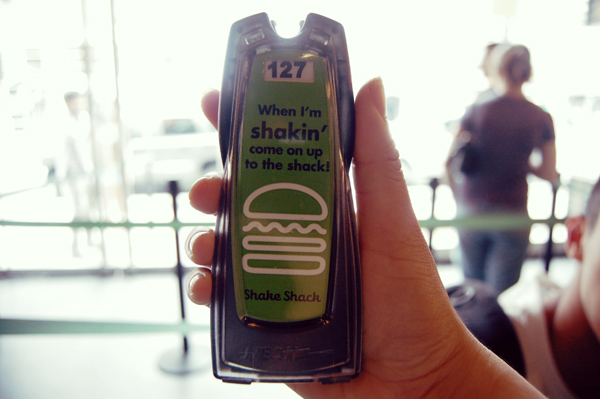 127
When I'm
shakin'
come on up
to the shack!
Shake Shack